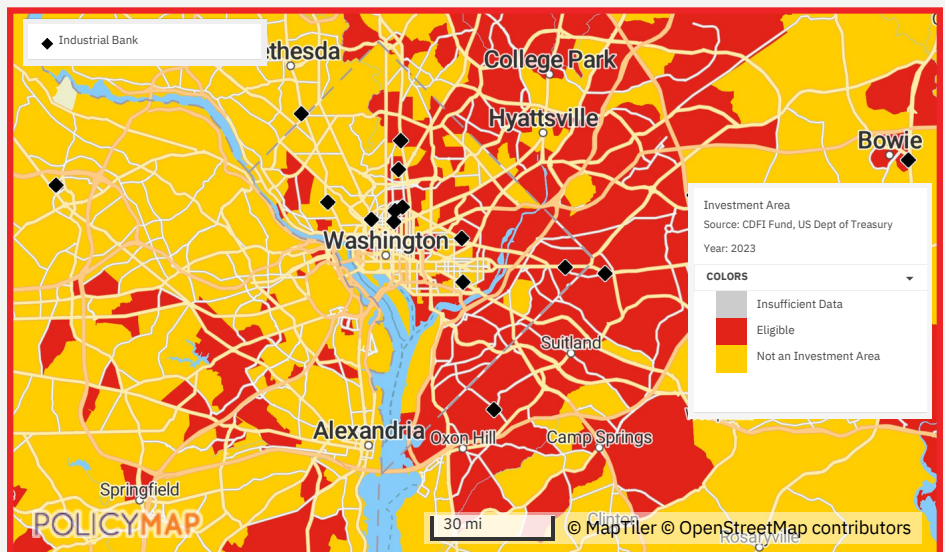 Industrial Bank
ethesda
College Park
Hyattsville
Bowie
Investment Area
Source: CDFI Fund, US Dept of Treasury
Year: 2023
COLORS
Insufficient Data
Eligible
Not an Investment Area
Washington
Suitland
Alexandria
Oxon Hill
Camp Springs
Springfield
POLICYMAP
30 mi
Clinton
© MapTiler © OpenStreetMap contributors
Rosaryville